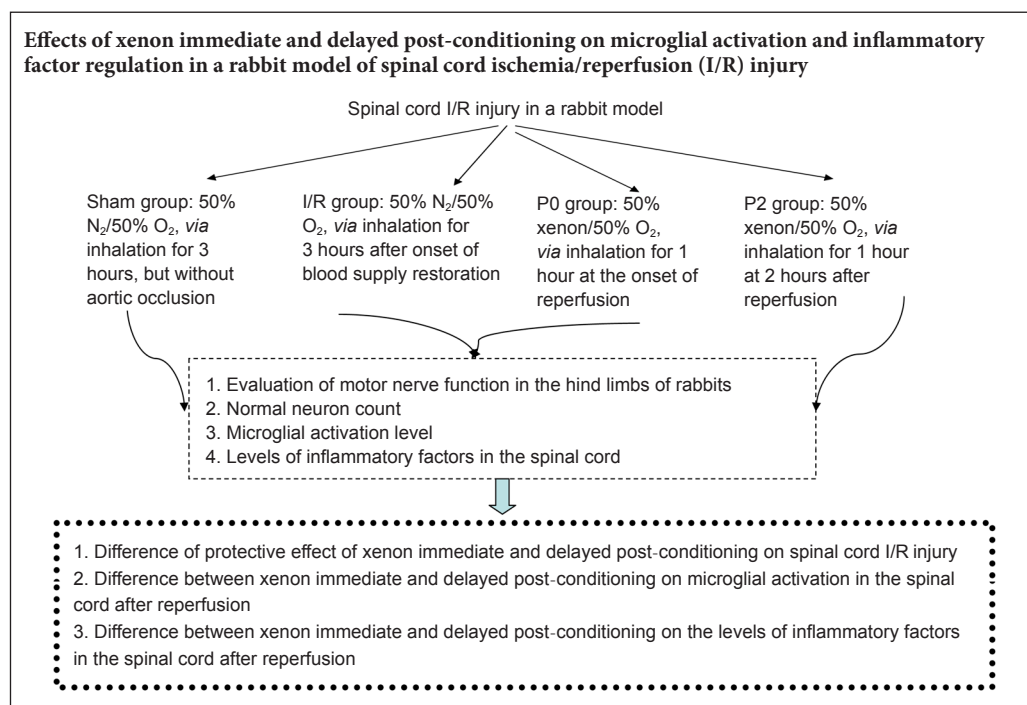 Effects of xenon immediate and delayed post-conditioning on microglial activation and inflammatory
factor regulation in a rabbit model of spinal cord ischemia/reperfusion (I/R) injury
Spinal cord I/R injury in a rabbit model
Sham group: 50%
N₂/50% O₂, via
inhalation for 3
hours, but without
aortic occlusion
I/R group: 50% N₂/50%
O₂, via inhalation for
3 hours after onset of
blood supply restoration
P0 group: 50%
xenon/50% O₂,
via inhalation for 1
hour at the onset of
reperfusion
P2 group: 50%
xenon/50% O₂, via
inhalation for 1 hour
at 2 hours after
reperfusion
1. Evaluation of motor nerve function in the hind limbs of rabbits
2. Normal neuron count
3. Microglial activation level
4. Levels of inflammatory factors in the spinal cord
1. Difference of protective effect of xenon immediate and delayed post-conditioning on spinal cord I/R injury
2. Difference between xenon immediate and delayed post-conditioning on microglial activation in the spinal
cord after reperfusion
3. Difference between xenon immediate and delayed post-conditioning on the levels of inflammatory factors
in the spinal cord after reperfusion